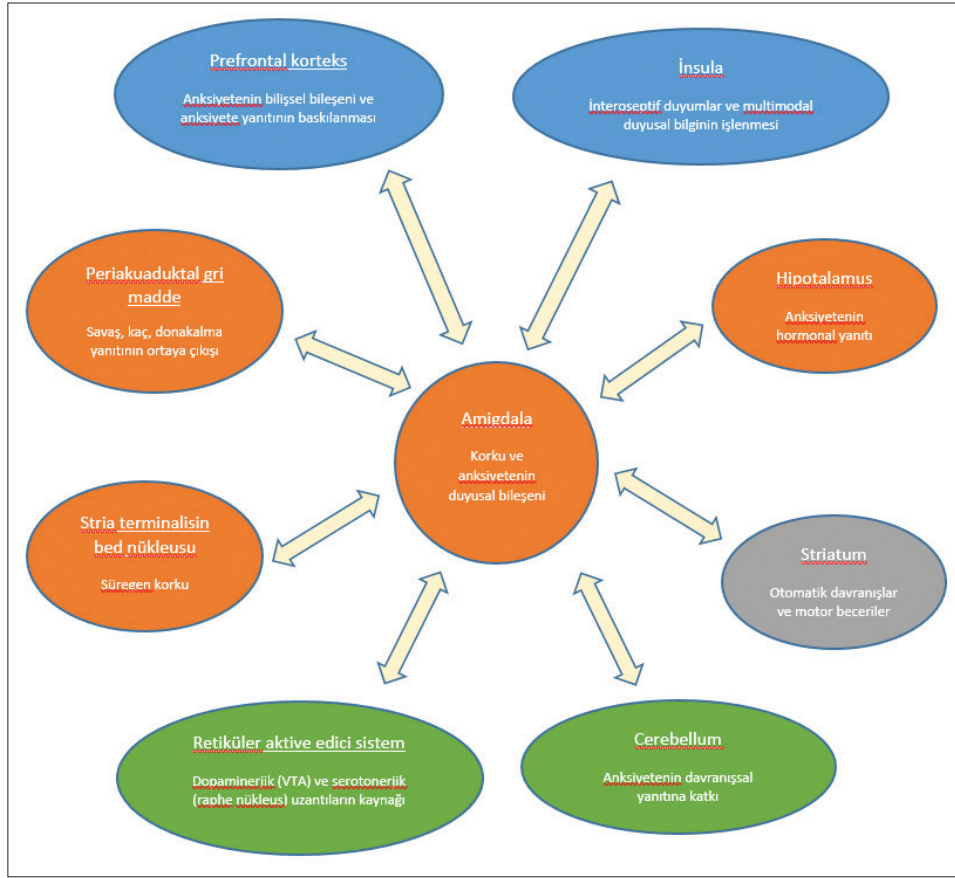 Prefrontal korteks
Anksiyetenin bilişsel bileşeni ve
anksiyete yanıtının baskılanması
İnsula
İnteroseptif duyumlar ve multimodal
duyusal bilginin işlenmesi
Periakuaduktal gri
madde
Savaş, kaç, donakalma
yanıtının ortaya çıkışı
Hipotalamus
Anksiyetenin
hormonal yanıtı
Amigdala
Korku ve
anksiyetenin
duyusal bileşeni
Stria terminalisin
bed nükleusu
Süregen korku
Striatum
Otomatik davranışlar
ve motor beceriler
Retiküler aktive edici sistem
Dopaminerjik (VTA) ve serotonerjik
(raphe nükleus) uzantıların kaynağı
Cerebellum
Anksiyetenin davranışsal
yanıtına katkı